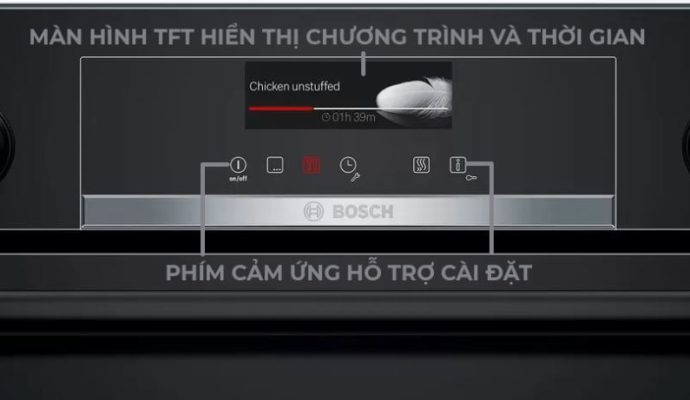 MÀN HÌNH TFT HIỂN THỊ CHƯƠNG TRÌNH VÀ THỜI GIAN
Chicken unstuffed
01h 39m
on/off
BOSCH
PHÍM CẢM ỨNG HỖ TRỢ CÀI ĐẶT